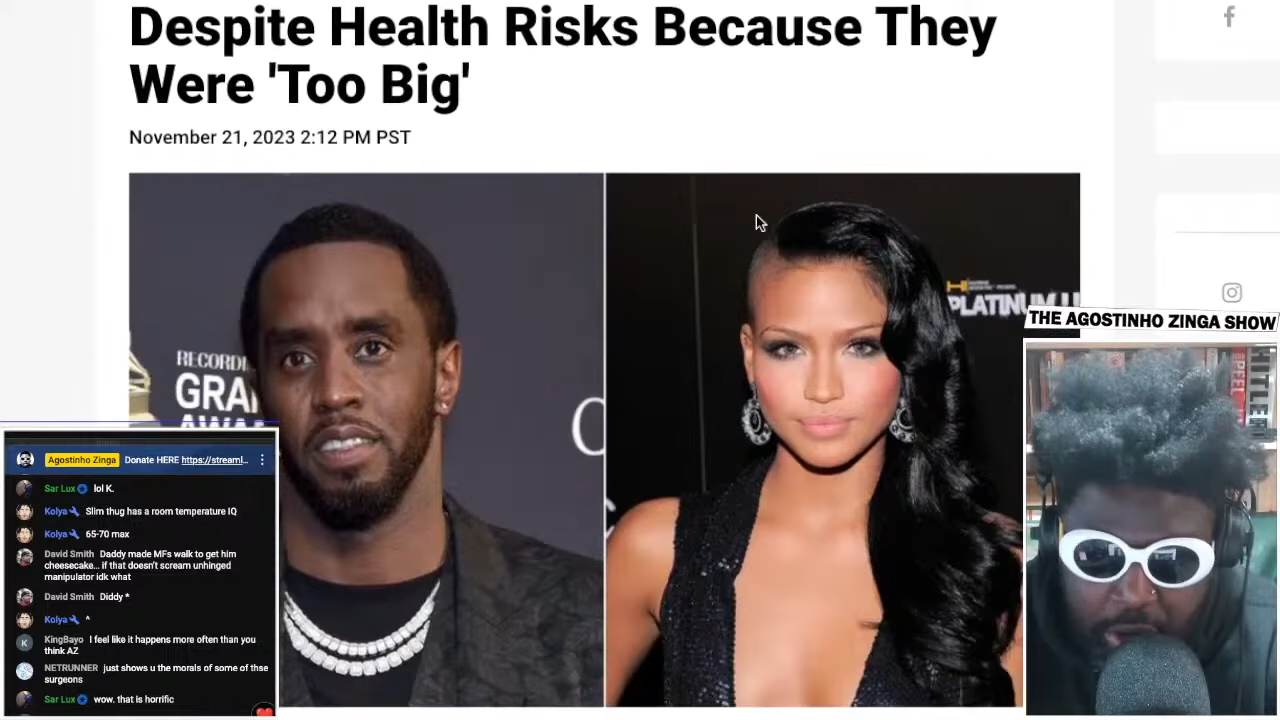 Despite Health Risks Because They
Were 'Too Big'
November 21, 2023 2:12 PM PST
RECORDI
GRA
AWA
PLATINUM U
THE AGOSTINHO ZINGA SHOW
Agostinho Zinga Donate HERE https://streaml...
Sar Lux lol K.
Kolya Slim thug has a room temperature IQ
Kolya 65-70 max
David Smith Daddy made MFs walk to get him
cheesecake... if that doesn't scream unhinged
manipulator idk what
David Smith Diddy *
Kolya ^
K KingBayo I feel like it happens more often than you
think AZ
NETRUNNER just shows u the morals of some of thse
surgeons
Sar Lux wow. that is horrific